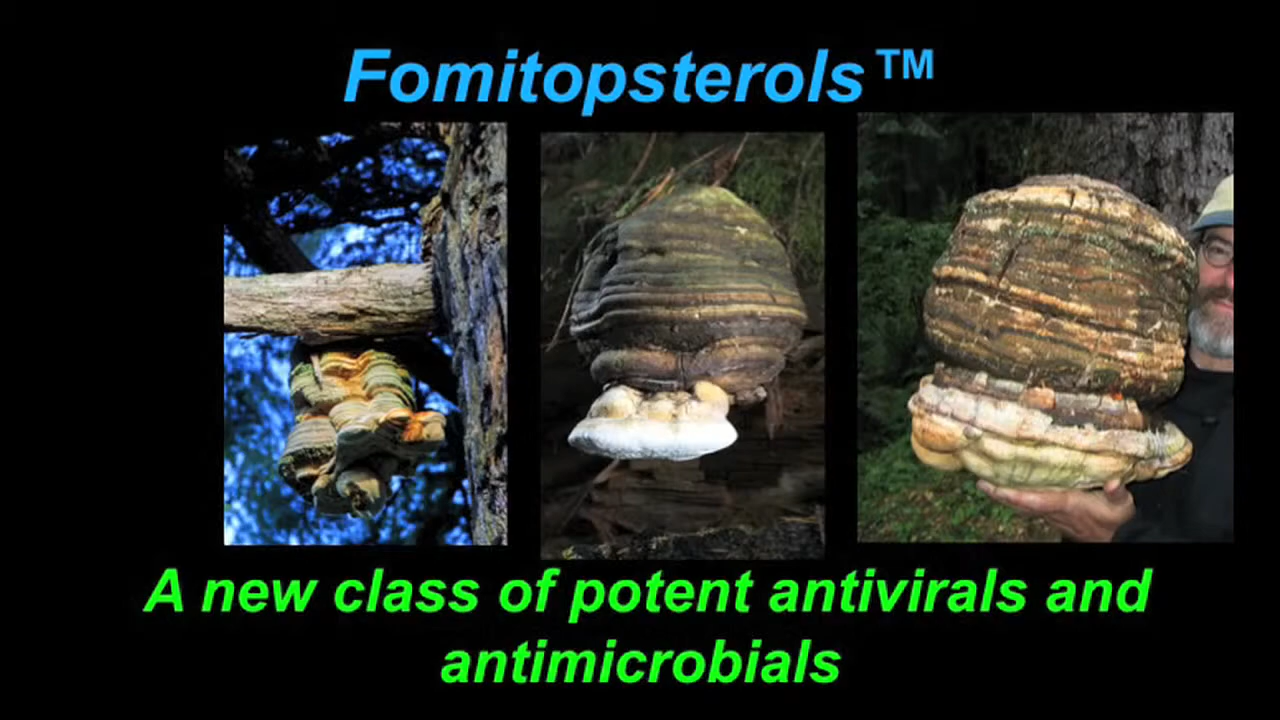 Fomitopsterols™
A new class of potent antivirals and
antimicrobials